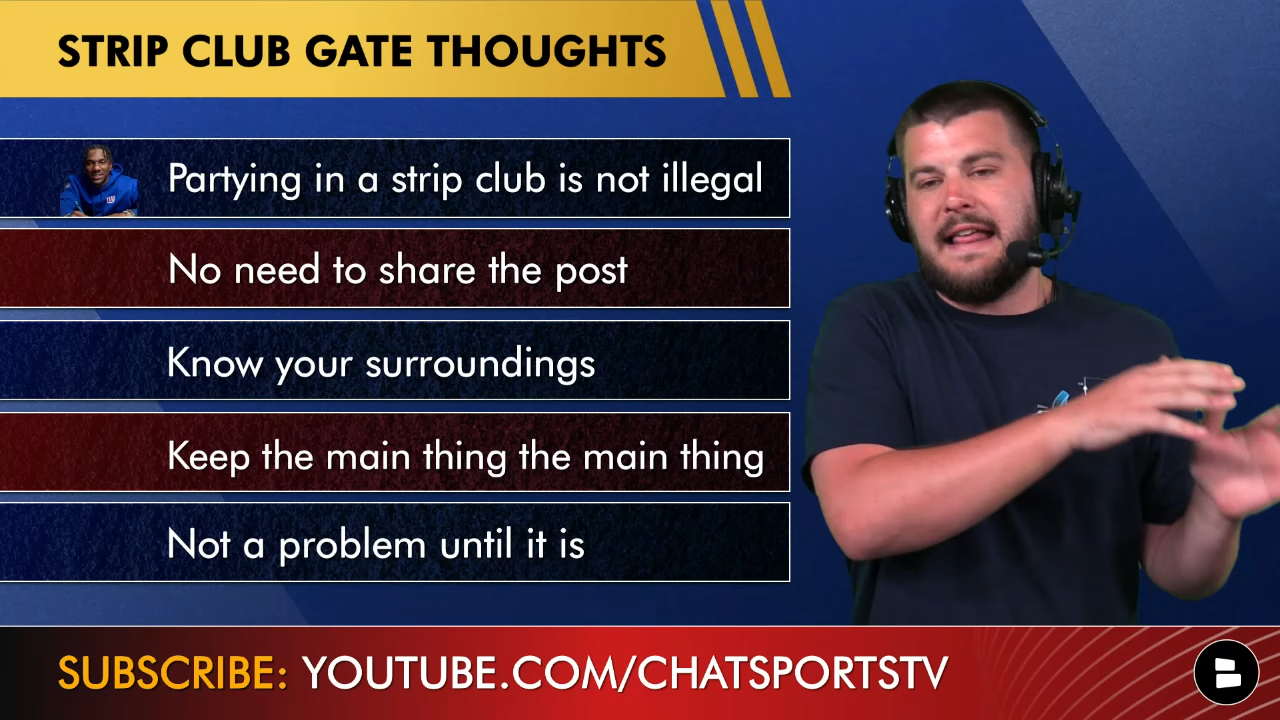 STRIP CLUB GATE THOUGHTS
Partying in a strip club is not illegal
No need to share the post
Know your surroundings
Keep the main thing the main thing
Not a problem until it is
SUBSCRIBE: YOUTUBE.COM/CHATSPORTSTV